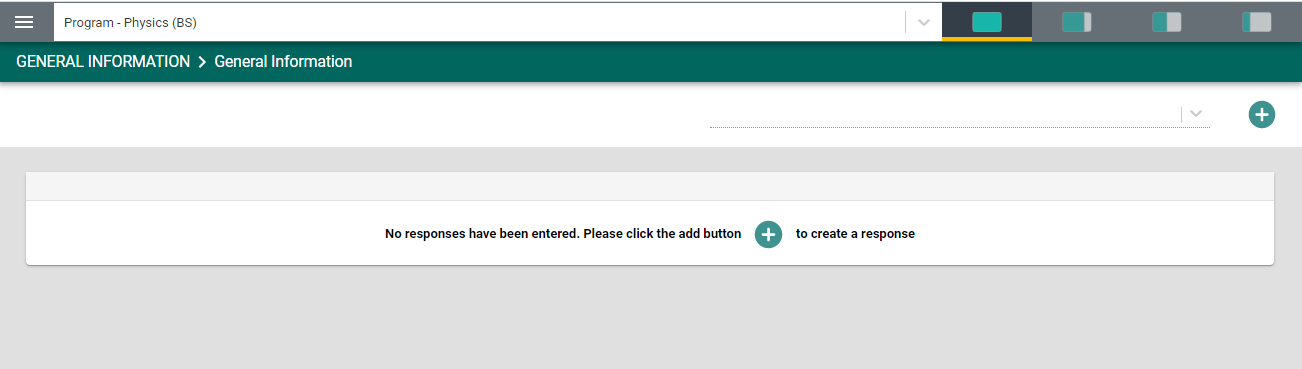 Program - Physics (BS)
GENERAL INFORMATION > General Information
No responses have been entered. Please click the add button + to create a response